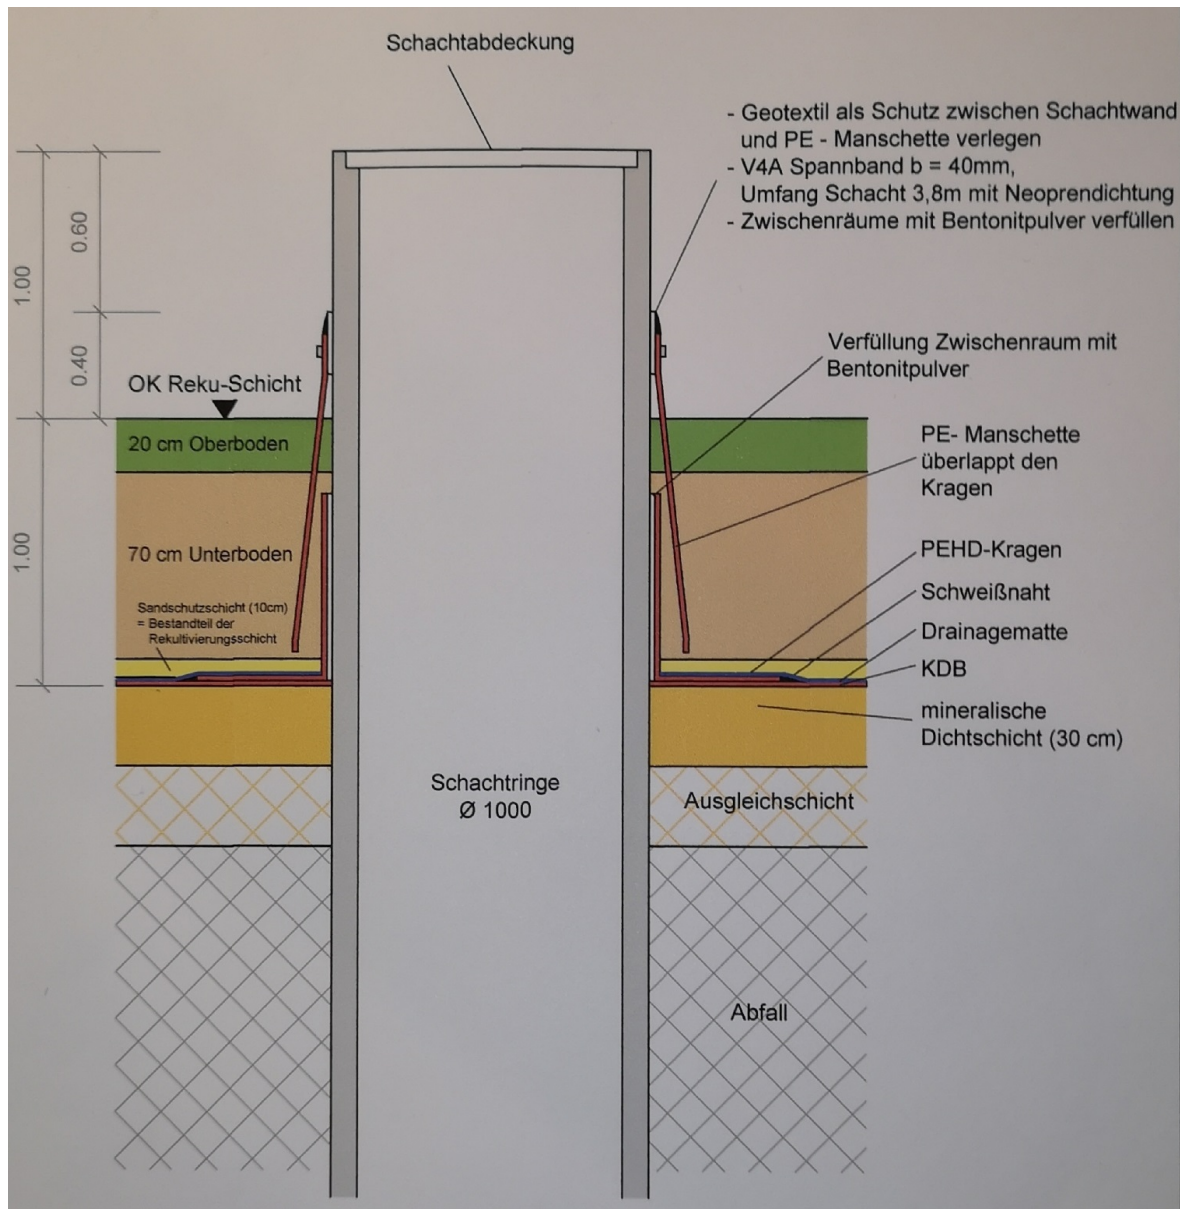 Schachtabdeckung
- Geotextil als Schutz zwischen Schachtwand
und PE - Manschette verlegen
- V4A Spannband b = 40mm,
Umfang Schacht 3,8m mit Neoprendichtung
- Zwischenräume mit Bentonitpulver verfüllen
0.60
1.00
0.40
OK Reku-Schicht
Verfüllung Zwischenraum mit
Bentonitpulver
20 cm Oberboden
PE- Manschette
überlappt den
Kragen
1.00
70 cm Unterboden
PEHD-Kragen
Schweißnaht
Sandschutzschicht (10cm)
= Bestandteil der
Rekultivierungsschicht
Drainagematte
KDB
mineralische
Dichtschicht (30 cm)
Schachtringe
Ø 1000
Ausgleichschicht
Abfall